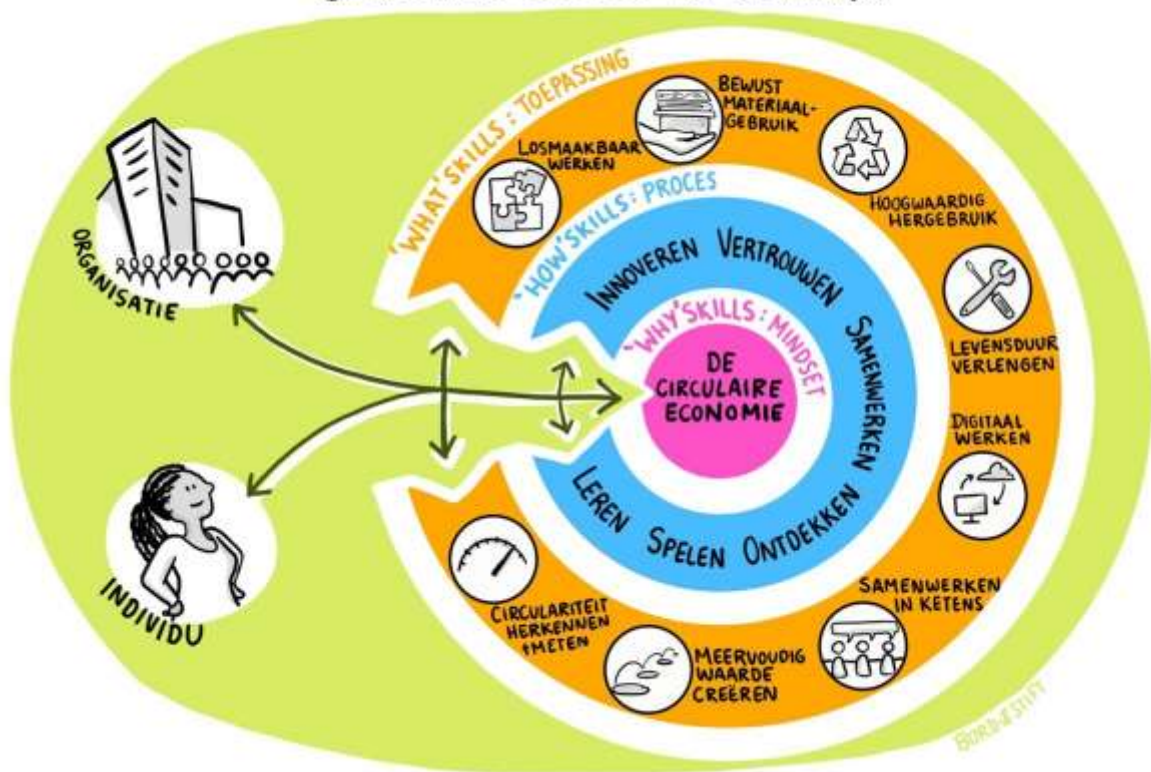 'WHAT' SKILLS: TOEPASSING
LOSMAAKBAAR
WERKEN
BEWUST
MATERIAAL-
GEBRUIK
HOOGWAARDIG
HERGEBRUIK
LEVENSDUUR
VERLENGEN
DIGITAAL
WERKEN
SAMENWERKEN
IN KETENS
MEERVOUDIG
WAARDE
CREËREN
CIRCULARITEIT
HERKENNEN
+METEN
'HOW' SKILLS: PROCES
INNOVEREN VERTROUWEN SAMENWERKEN
LEREN SPELEN ONTDEKKEN
'WHY' SKILLS: MINDSET
DE
CIRCULAIRE
ECONOMIE
ORGANISATIE
INDIVIDU